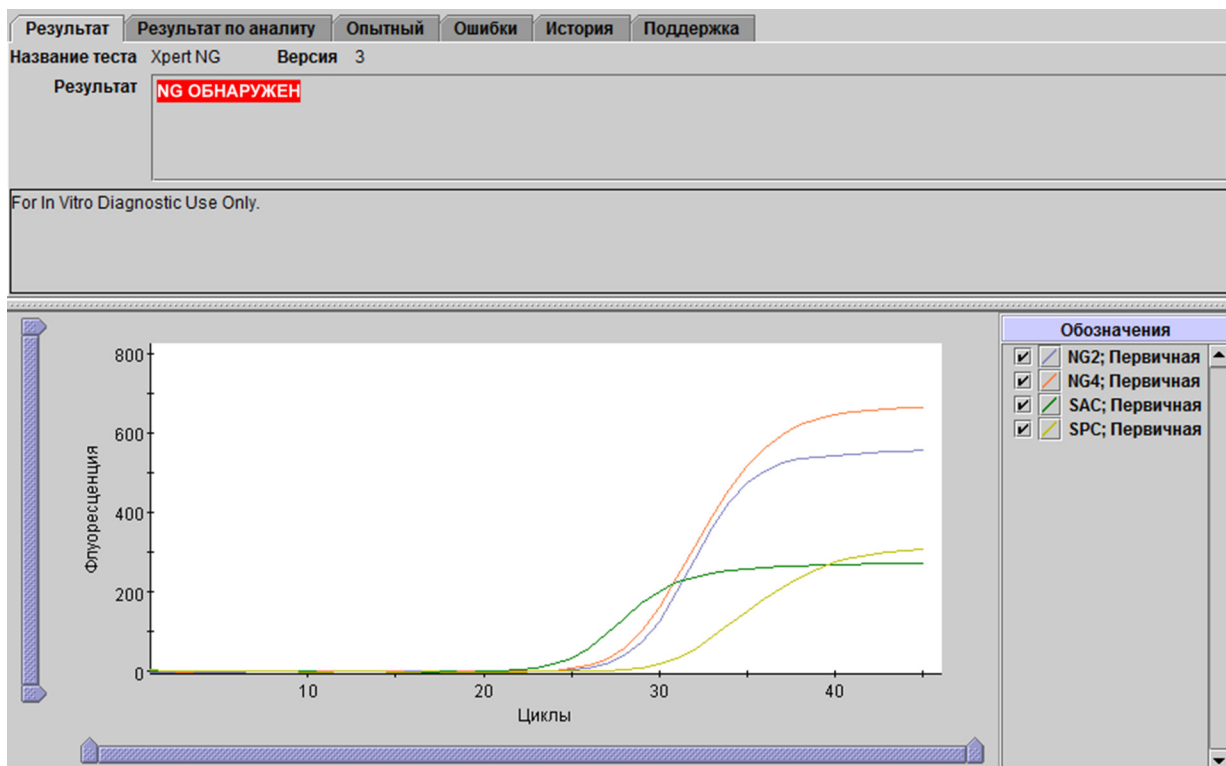 Результат Результат по аналиту Опытный Ошибки История Поддержка
Название теста Xpert NG Версия 3
Результат NG ОБНАРУЖЕН
For In Vitro Diagnostic Use Only.
Обозначения
NG2; Первичная
NG4; Первичная
SAC; Первичная
SPC; Первичная
800
600
400
200
0
Флуоресценция
10 20 30 40
Циклы